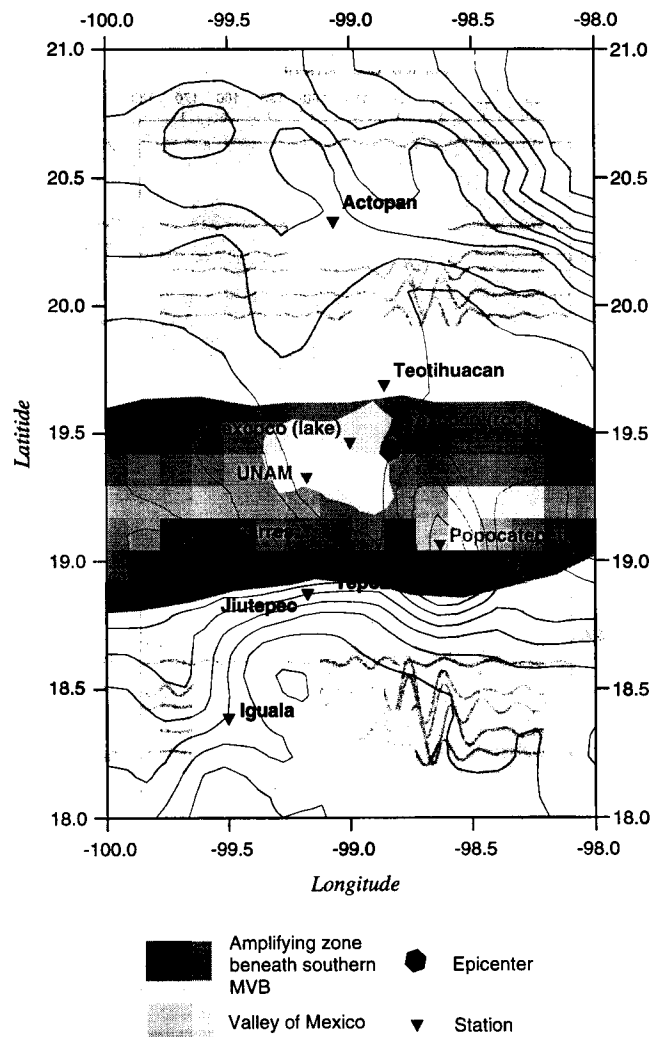 -100.0 -99.5 -99.0 -98.5 -98.0
21.0 21.0
20.5 20.5
Actopan
20.0 20.0
Teotihuacan
19.5 19.5
(lake)
UNAM
19.0 19.0
Jiutepec
18.5 18.5
Iguala
18.0 18.0
-100.0 -99.5 -99.0 -98.5 -98.0
Latitide
Longitude
Amplifying zone
beneath southern
MVB
Epicenter
Valley of Mexico
Station